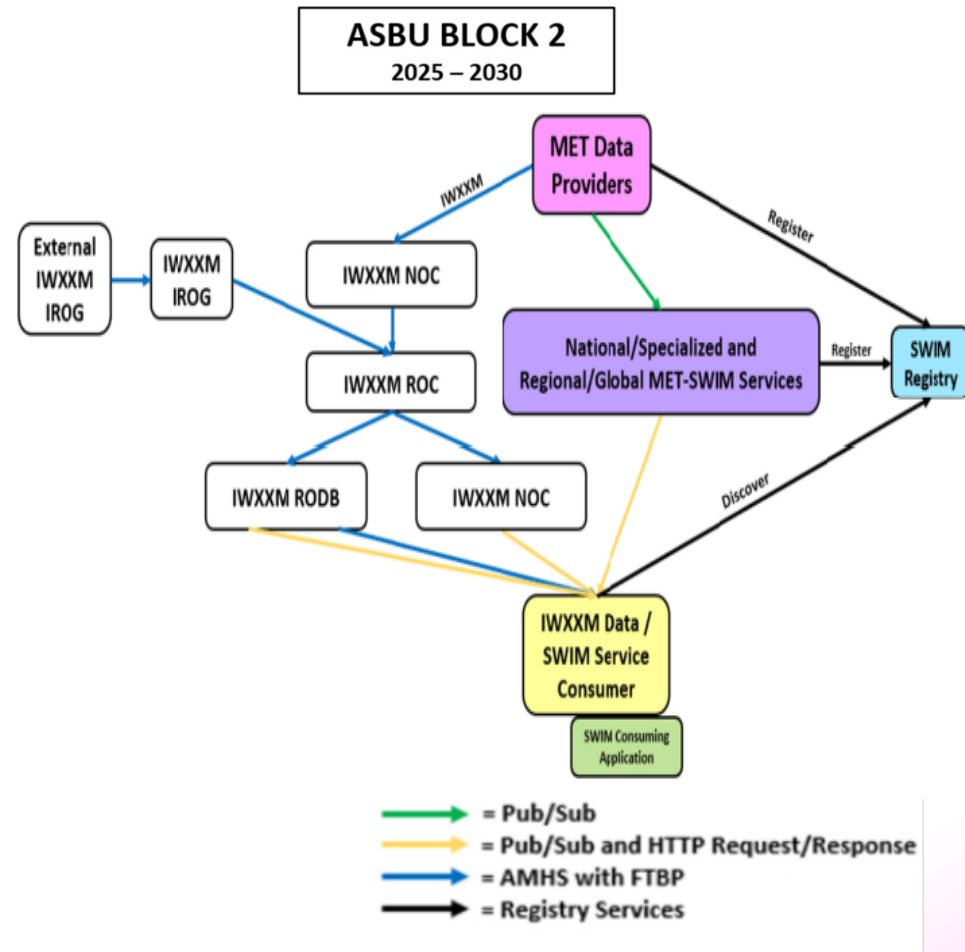 ASBU BLOCK 2
2025 – 2030
MET Data
Providers
IWXXM
Register
External
IWXXM
IROG
IWXXM
IROG
IWXXM NOC
National/Specialized and
Regional/Global MET-SWIM Services
Register
SWIM
Registry
IWXXM ROC
IWXXM RODB
IWXXM NOC
Discover
IWXXM Data /
SWIM Service
Consumer
SWIM Consuming
Application
= Pub/Sub
= Pub/Sub and HTTP Request/Response
= AMHS with FTBP
= Registry Services